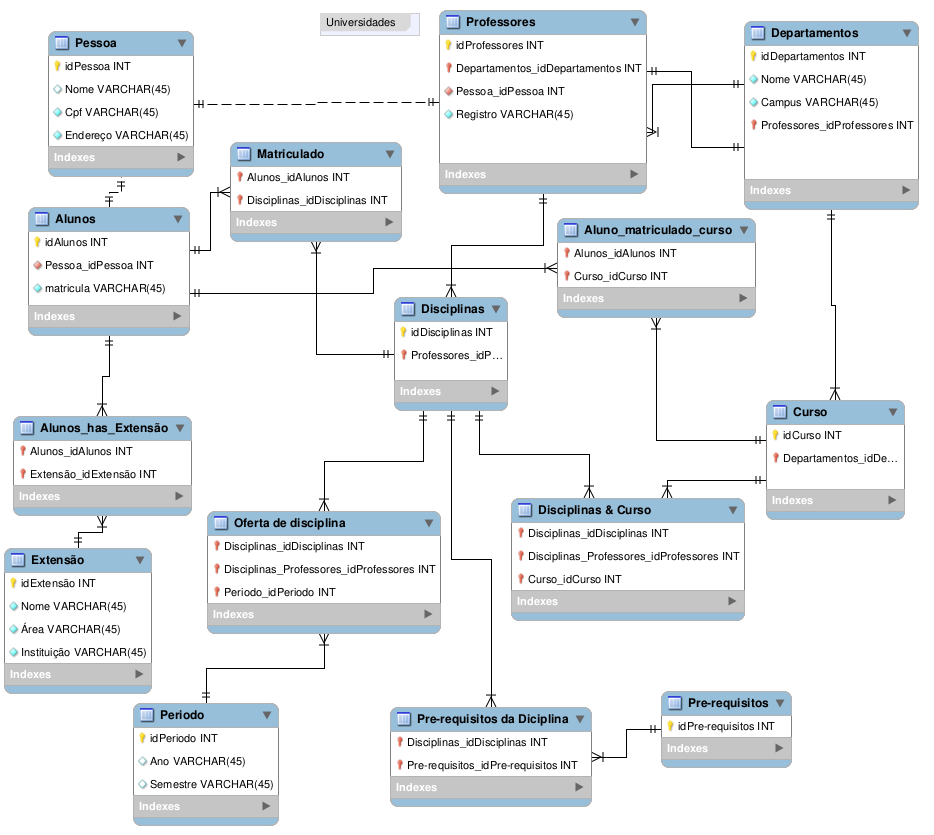 Universidades
Pessoa
idPessoa INT
Nome VARCHAR(45)
Cpf VARCHAR(45)
Endereço VARCHAR(45)
Indexes
Professores
idProfessores INT
Departamentos_idDepartamentos INT
Pessoa_idPessoa INT
Registro VARCHAR(45)
Indexes
Departamentos
idDepartamentos INT
Nome VARCHAR(45)
Campus VARCHAR(45)
Professores_idProfessores INT
Indexes
Matriculado
Alunos_idAlunos INT
Disciplinas_idDisciplinas INT
Indexes
Alunos
idAlunos INT
Pessoa_idPessoa INT
matricula VARCHAR(45)
Indexes
Aluno_matriculado_curso
Alunos_idAlunos INT
Curso_idCurso INT
Indexes
Disciplinas
idDisciplinas INT
Professores_idP...
Indexes
Curso
idCurso INT
Departamentos_idDe...
Indexes
Alunos_has_Extensão
Alunos_idAlunos INT
Extensão_idExtensão INT
Indexes
Oferta de disciplina
Disciplinas_idDisciplinas INT
Disciplinas_Professores_idProfessores INT
Periodo_idPeriodo INT
Indexes
Disciplinas & Curso
Disciplinas_idDisciplinas INT
Disciplinas_Professores_idProfessores INT
Curso_idCurso INT
Indexes
Extensão
idExtensão INT
Nome VARCHAR(45)
Área VARCHAR(45)
Instituição VARCHAR(45)
Indexes
Periodo
idPeriodo INT
Ano VARCHAR(45)
Semestre VARCHAR(45)
Indexes
Pre-requisitos da Diciplina
Disciplinas_idDisciplinas INT
Pre-requisitos_idPre-requisitos INT
Indexes
Pre-requisitos
idPre-requisitos INT
Indexes